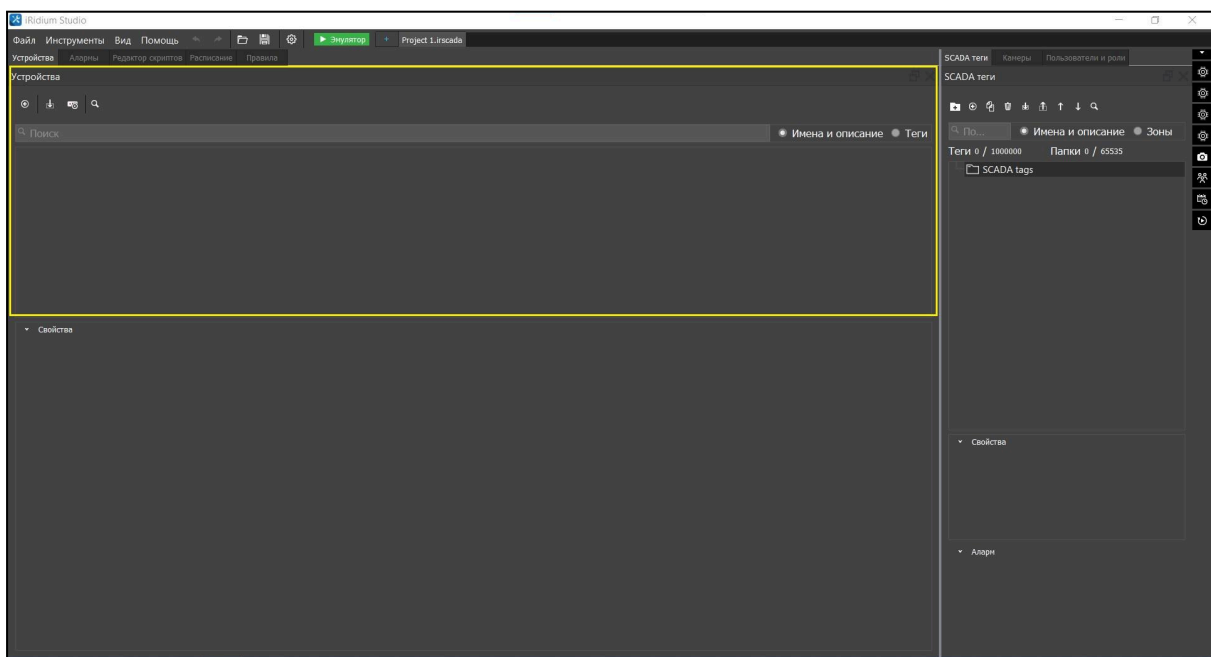 iRidium Studio
Файл Инструменты Вид Помощь Эмулятор + Project 1.irscada
Устройства Алармы Редактор скриптов Расписание Правила
Устройства
Поиск Имена и описание Теги
Свойства
SCADA теги Камеры Пользователи и роли
SCADA теги
По... Имена и описание Зоны
Теги 0 / 1000000 Папки 0 / 65535
SCADA tags
Свойства
Аларм